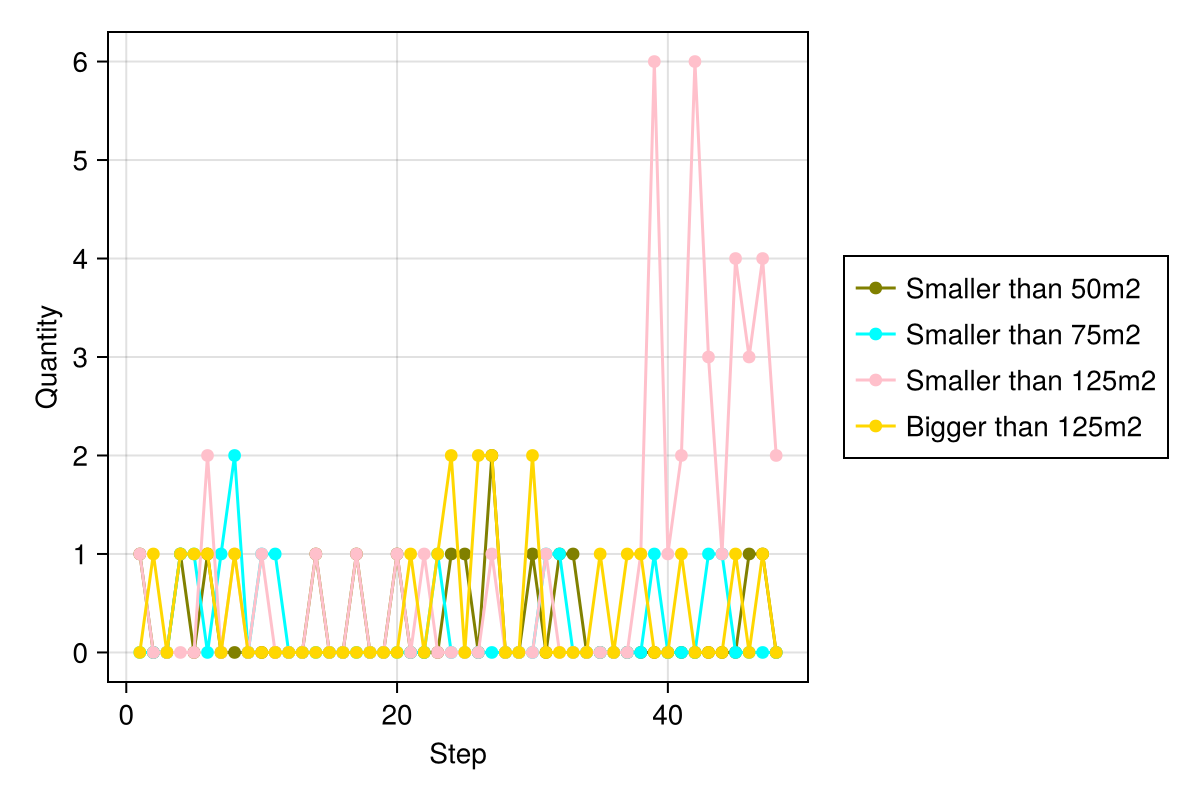 6
5
4
3
2
1
0
Quantity
0 20 40
Step
Smaller than 50m2
Smaller than 75m2
Smaller than 125m2
Bigger than 125m2